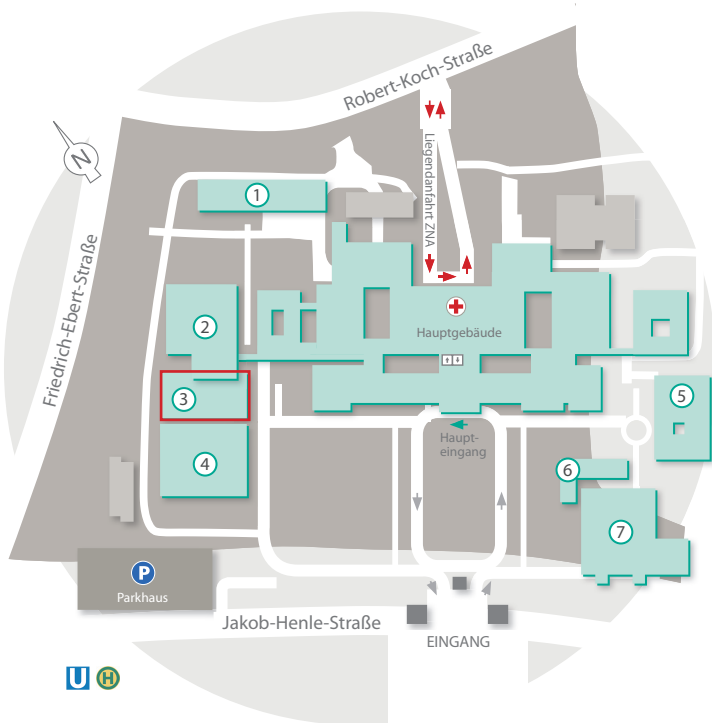 Robert-Koch-Straße
N
Liegendanfahrt ZNA
1
Friedrich-Ebert-Straße
2
Hauptgebäude
3
5
Haupt-
eingang
4
6
7
P
Parkhaus
Jakob-Henle-Straße
EINGANG
U H